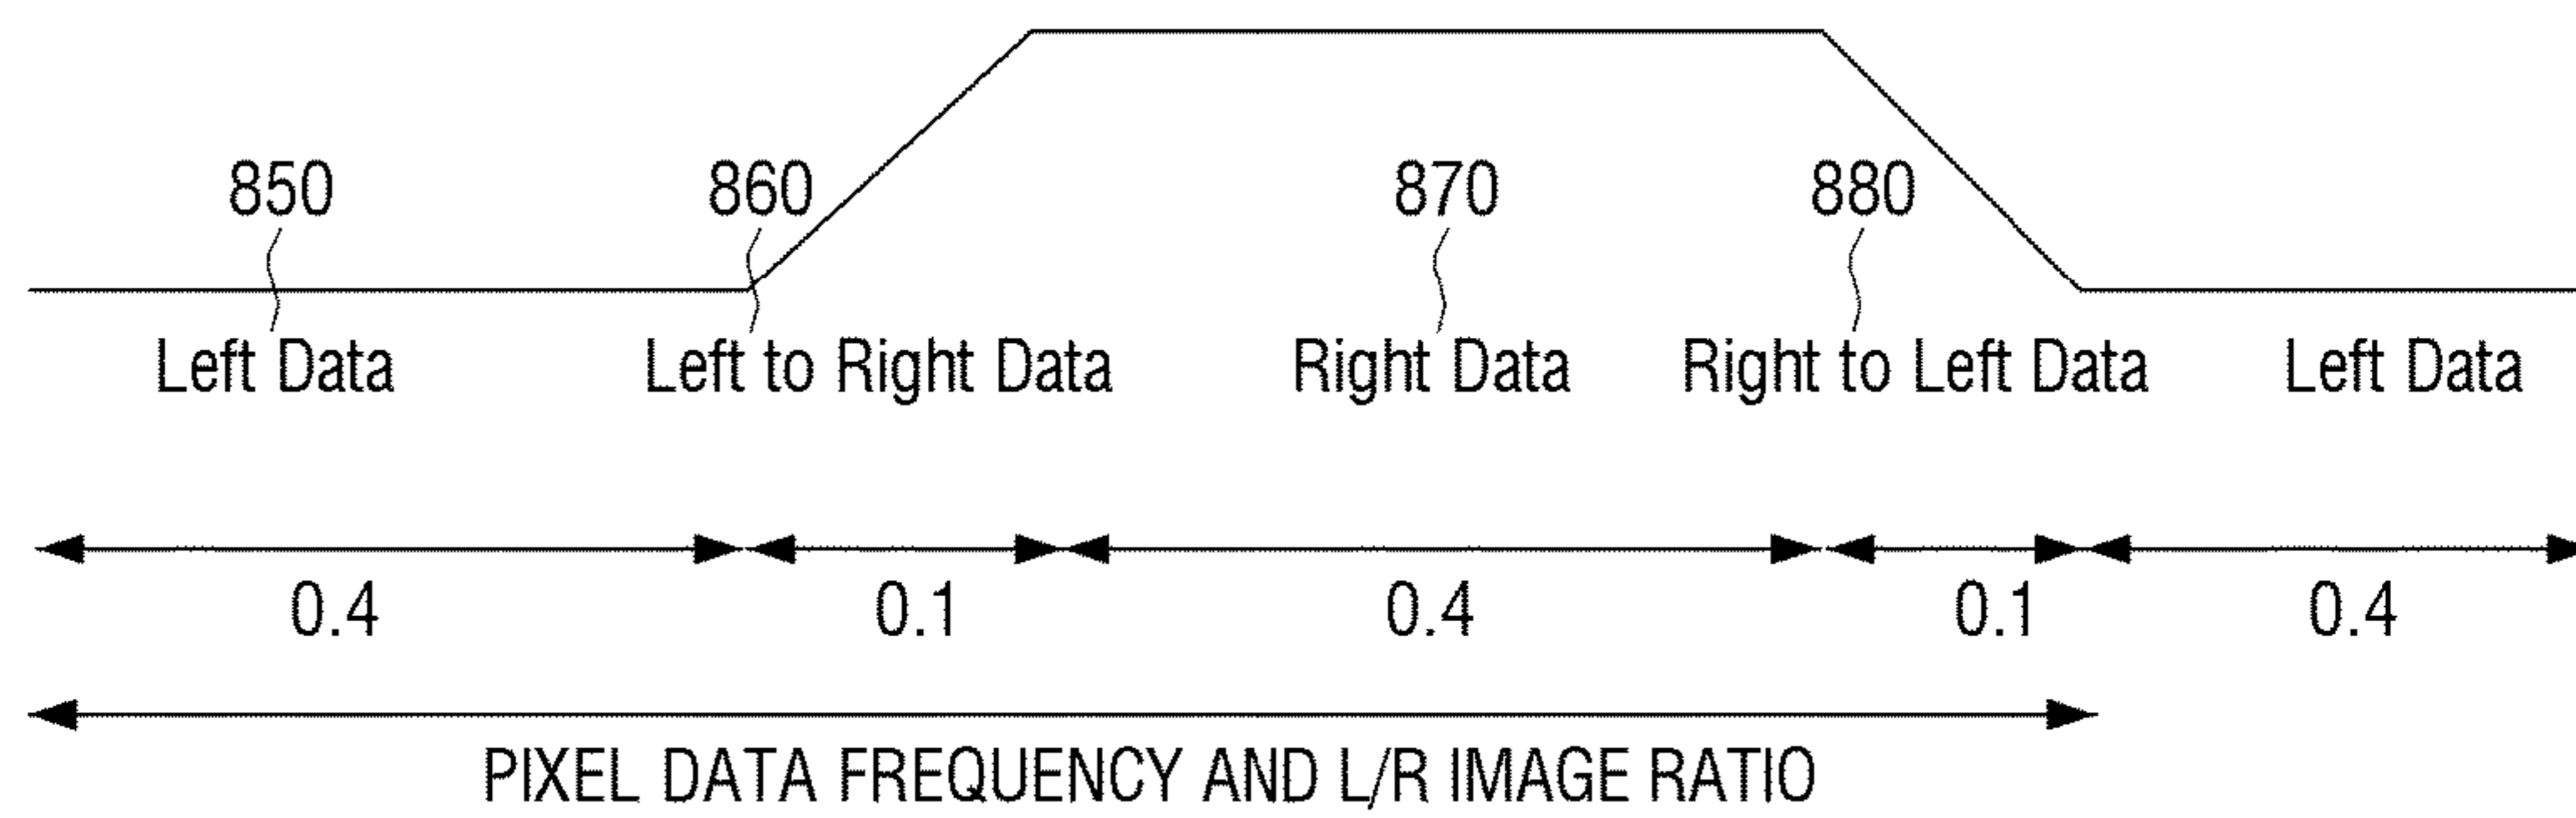 850 860 870 880
Left Data Left to Right Data Right Data Right to Left Data Left Data
0.4 0.1 0.4 0.1 0.4
PIXEL DATA FREQUENCY AND L/R IMAGE RATIO